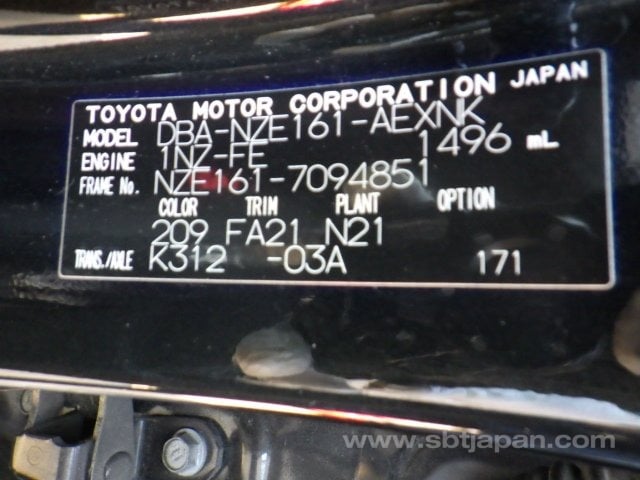 TOYOTA MOTOR CORPORATION JAPAN
MODEL DBA-NZE161-AEXNK
ENGINE 1NZ-FE 1496 mL
FRAME No. NZE161-7094851
COLOR TRIM PLANT OPTION
209 FA21 N21
TRANS./AXLE K312 -03A 171
www.sbtjapan.com